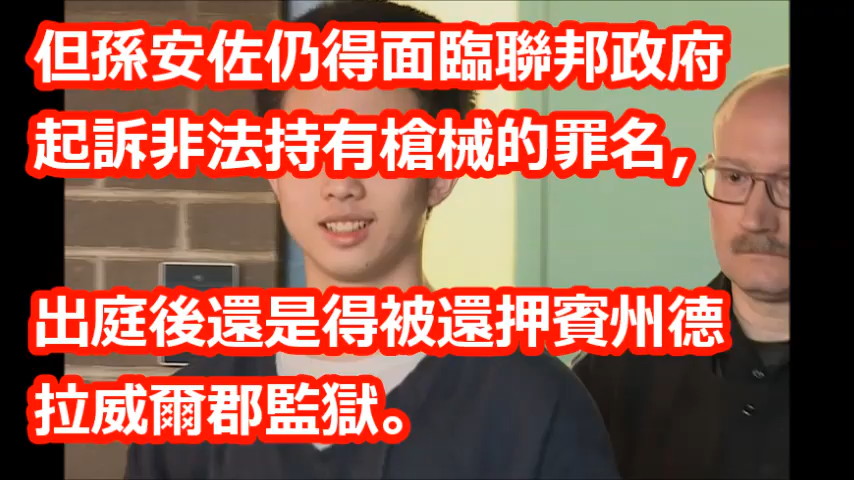 但孫安佐仍得面臨聯邦政府
起訴非法持有槍械的罪名，
出庭後還是得被還押賓州德
拉威爾郡監獄。